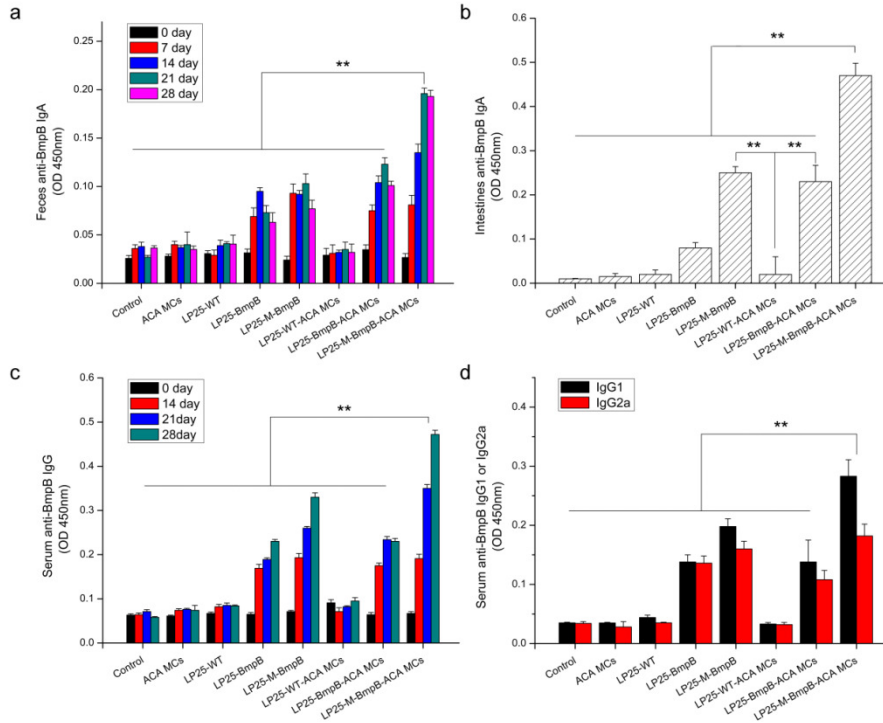 a
0 day
7 day
14 day
21 day
28 day
**
0.25
0.20
0.15
0.10
0.05
0.00
Feces anti-BmpB IgA
(OD 450nm)
Control
ACA MCs
LP25-WT
LP25-BmpB
LP25-M-BmpB
LP25-WT-ACA MCs
LP25-BmpB-ACA MCs
LP25-M-BmpB-ACA MCs
b
**
** **
0.6
0.5
0.4
0.3
0.2
0.1
0.0
Intestines anti-BmpB IgA
(OD 450nm)
Control
ACA MCs
LP25-WT
LP25-BmpB
LP25-M-BmpB
LP25-WT-ACA MCs
LP25-BmpB-ACA MCs
LP25-M-BmpB-ACA MCs
c
0 day
14 day
21day
28day
**
0.6
0.5
0.4
0.3
0.2
0.1
0.0
Serum anti-BmpB IgG
(OD 450nm)
Control
ACA MCs
LP25-WT
LP25-BmpB
LP25-M-BmpB
LP25-WT-ACA MCs
LP25-BmpB-ACA MCs
LP25-M-BmpB-ACA MCs
d
IgG1
IgG2a
**
0.4
0.3
0.2
0.1
0.0
Serum anti-BmpB IgG1 or IgG2a
(OD 450nm)
Control
ACA MCs
LP25-WT
LP25-BmpB
LP25-M-BmpB
LP25-WT-ACA MCs
LP25-BmpB-ACA MCs
LP25-M-BmpB-ACA MCs